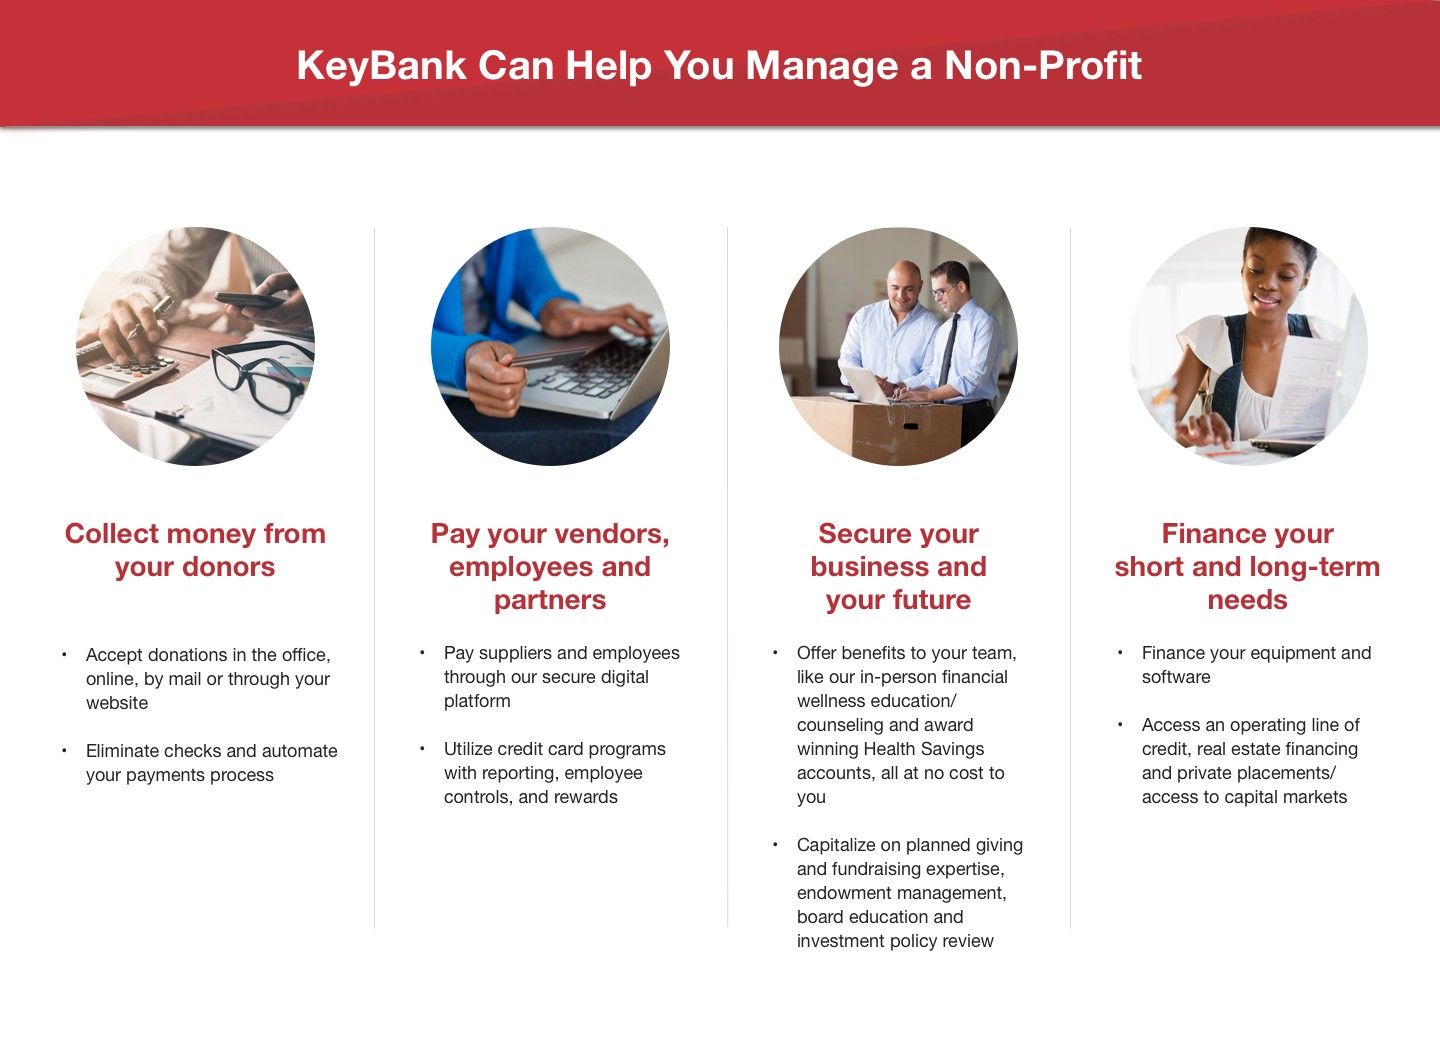 KeyBank Can Help You Manage a Non-Profit
Collect money from
your donors
• Accept donations in the office,
online, by mail or through your
website
• Eliminate checks and automate
your payments process
Pay your vendors,
employees and
partners
• Pay suppliers and employees
through our secure digital
platform
• Utilize credit card programs
with reporting, employee
controls, and rewards
Secure your
business and
your future
• Offer benefits to your team,
like our in-person financial
wellness education/
counseling and award
winning Health Savings
accounts, all at no cost to
you
• Capitalize on planned giving
and fundraising expertise,
endowment management,
board education and
investment policy review
Finance your
short and long-term
needs
• Finance your equipment and
software
• Access an operating line of
credit, real estate financing
and private placements/
access to capital markets